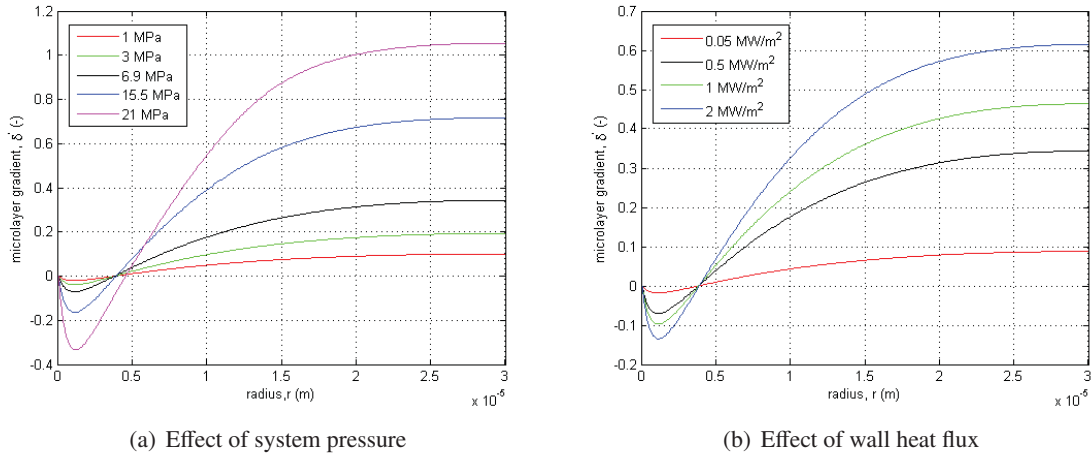 1 MPa
3 MPa
6.9 MPa
15.5 MPa
21 MPa
microlayer gradient, δ' (-)
1.2
1
0.8
0.6
0.4
0.2
0
-0.2
-0.4
0 0.5 1 1.5 2 2.5 3
x 10⁻⁵
radius,r (m)
(a) Effect of system pressure
0.05 MW/m²
0.5 MW/m²
1 MW/m²
2 MW/m²
microlayer gradient, δ' (-)
0.7
0.6
0.5
0.4
0.3
0.2
0.1
0
-0.1
-0.2
0 0.5 1 1.5 2 2.5 3
x 10⁻⁵
radius, r (m)
(b) Effect of wall heat flux